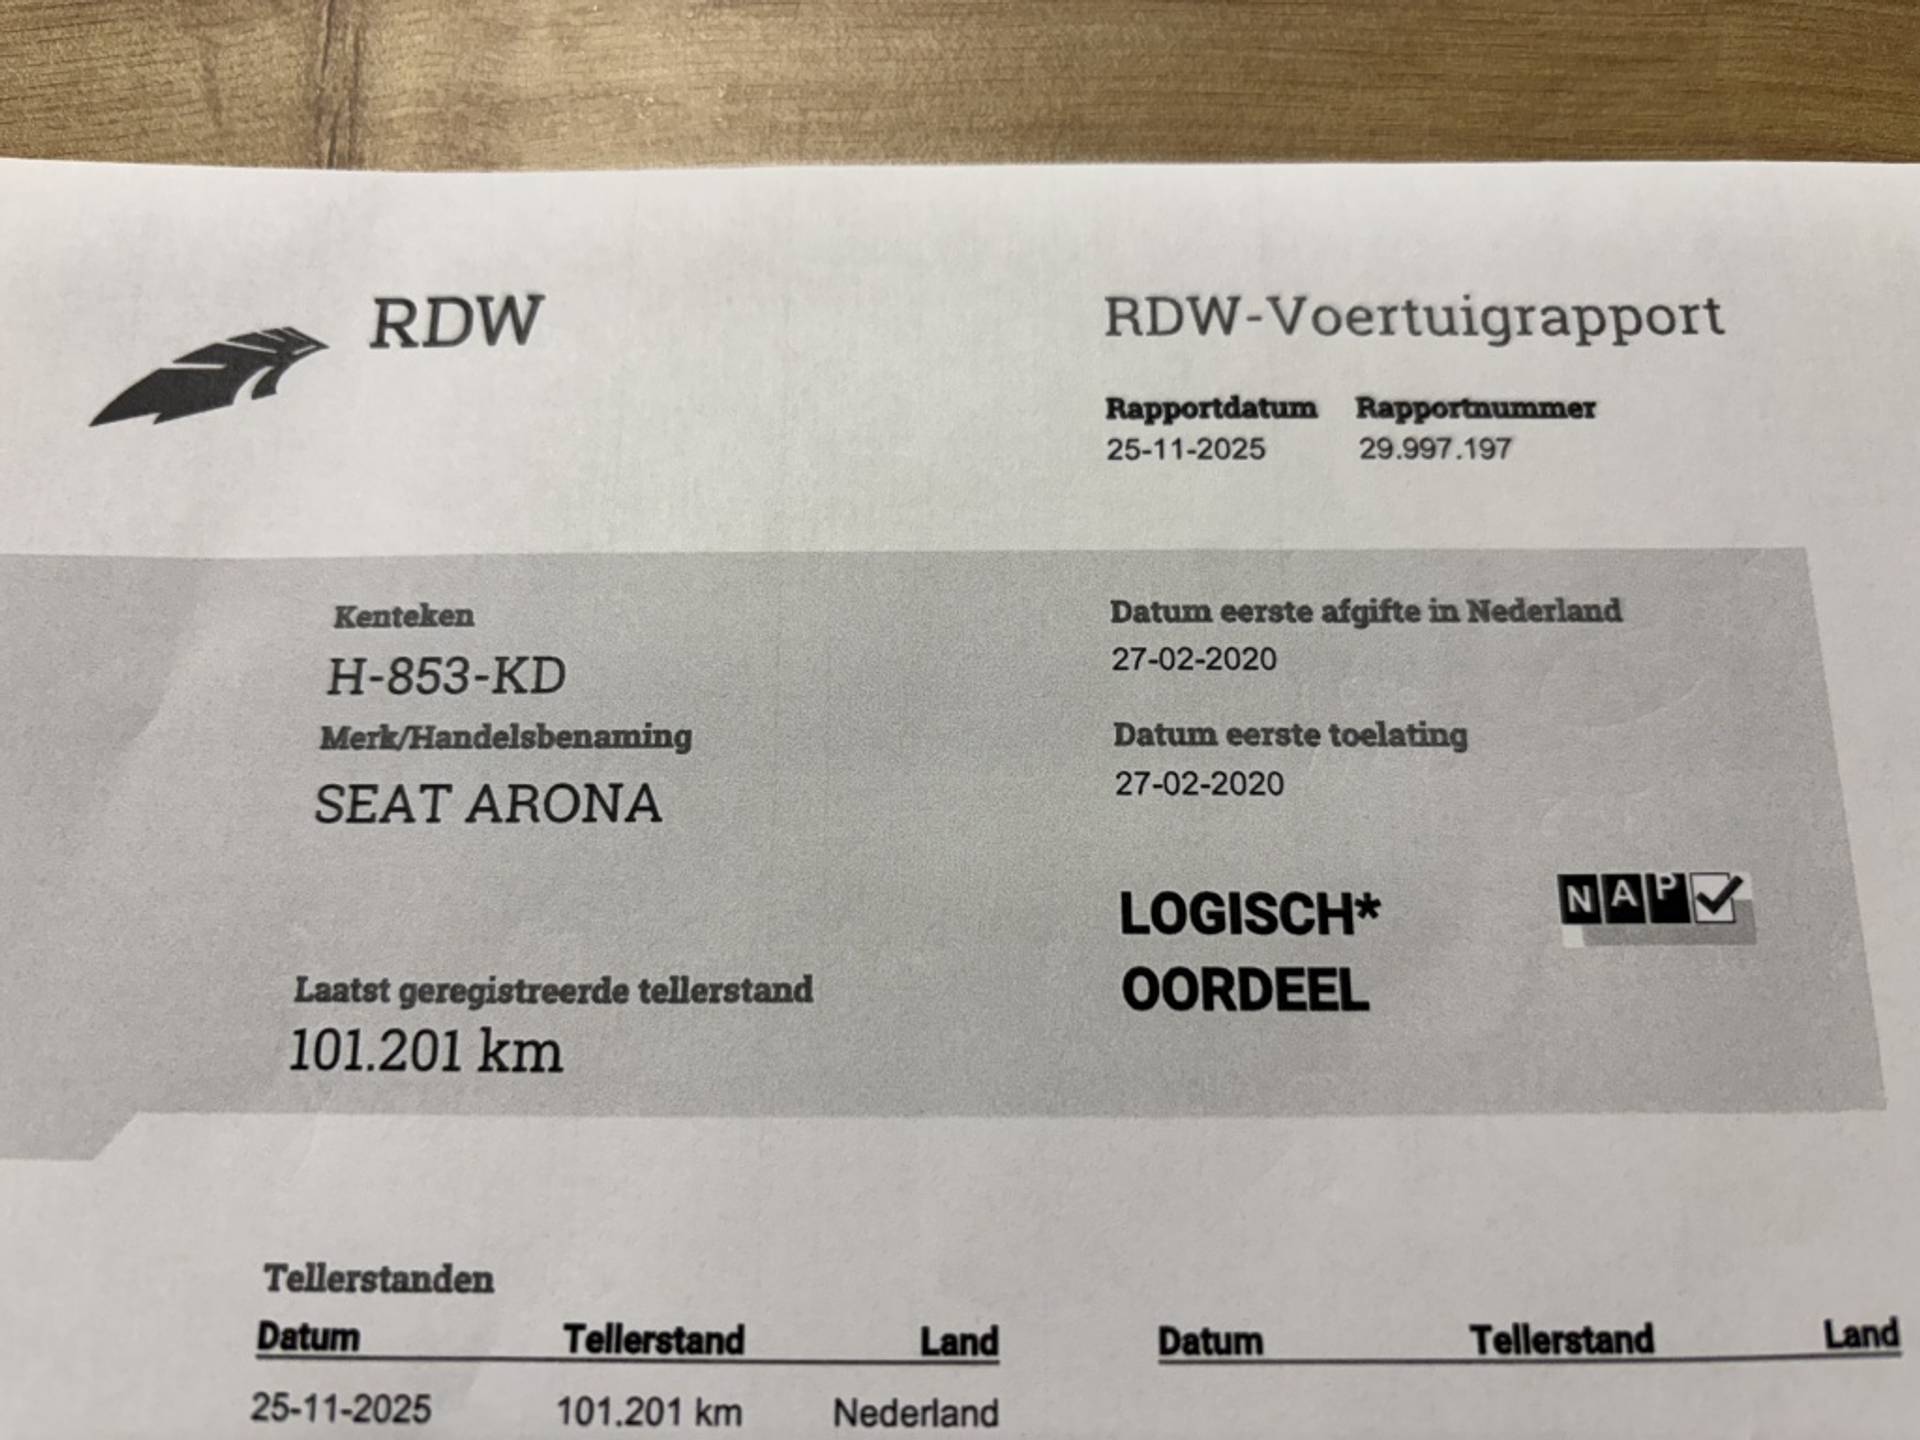 RDW
RDW-Voertuigrapport
Rapportdatum Rapportnummer
25-11-2025 29.997.197
Kenteken
H-853-KD
Merk/Handelsbenaming
SEAT ARONA
Laatst geregistreerde tellerstand
101.201 km
Datum eerste afgifte in Nederland
27-02-2020
Datum eerste toelating
27-02-2020
LOGISCH*
OORDEEL
NAP
Tellerstanden
Datum Tellerstand Land Datum Tellerstand Land
25-11-2025 101.201 km Nederland